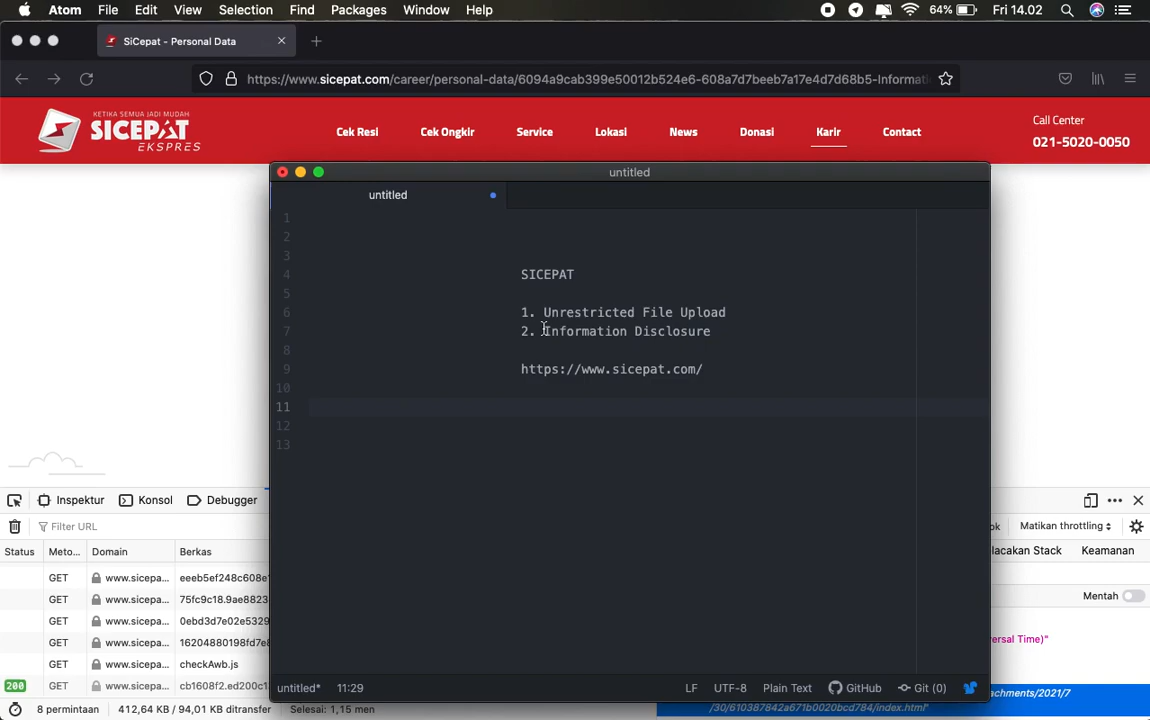 Atom File Edit View Selection Find Packages Window Help 64% Fri 14.02
SiCepat - Personal Data
https://www.sicepat.com/career/personal-data/6094a9cab399e50012b524e6-608a7d7beeb7a17e4d7d68b5-Informati
KETIKA SEMUA JADI MUDAH
SICEPAT
EKSPRES
Cek Resi Cek Ongkir Service Lokasi News Donasi Karir Contact
Call Center
021-5020-0050
untitled
untitled
1
2
3
4 SICEPAT
5
6 1. Unrestricted File Upload
7 2. Information Disclosure
8
9 https://www.sicepat.com/
10
11
12
13
Inspektur Konsol Debugger
Filter URL
Matikan throttling
Status Meto... Domain Berkas
elacakan Stack Keamanan
GET www.sicepa... eeeb5ef248c608e
GET www.sicepa... 75fc9c18.9ae8823
Mentah
GET www.sicepa... 0ebd3d7e02e5329
GET www.sicepa... 16204880198fd7e
ersal Time)"
GET www.sicepa... checkAwb.js
200 GET www.sicepa... cb1608f2.ed200c
untitled* 11:29 LF UTF-8 Plain Text GitHub Git (0)
achments/2021/7
/30/610387842a671b0020bcd784/index.html"
8 permintaan 412,64 KB / 94,01 KB ditransfer Selesai: 1,15 men